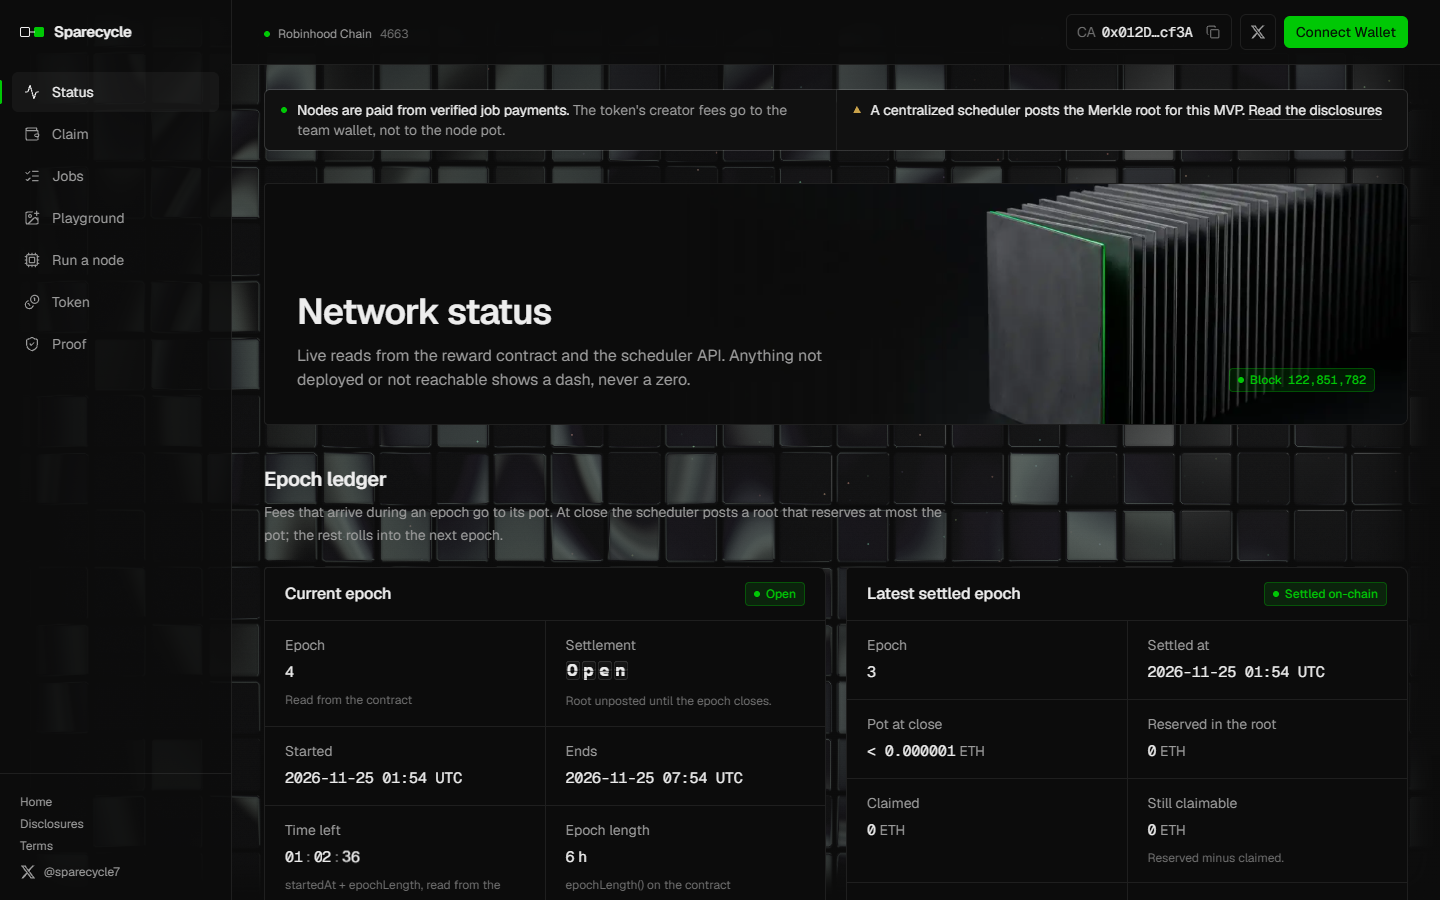 Sparecycle
Robinhood Chain 4663
CA 0x012D…cf3A
Connect Wallet
Status
Claim
Jobs
Playground
Run a node
Token
Proof
Home
Disclosures
Terms
@sparecycle7
Nodes are paid from verified job payments. The token's creator fees go to the
team wallet, not to the node pot.
A centralized scheduler posts the Merkle root for this MVP. Read the disclosures
Network status
Live reads from the reward contract and the scheduler API. Anything not
deployed or not reachable shows a dash, never a zero.
Block 122,851,782
Epoch ledger
Fees that arrive during an epoch go to its pot. At close the scheduler posts a root that reserves at most the
pot; the rest rolls into the next epoch.
Current epoch
Open
Epoch
4
Read from the contract
Settlement
Open
Root unposted until the epoch closes.
Started
2026-11-25 01:54 UTC
Ends
2026-11-25 07:54 UTC
Time left
01:02:36
startedAt + epochLength, read from the
Epoch length
6 h
epochLength() on the contract
Latest settled epoch
Settled on-chain
Epoch
3
Settled at
2026-11-25 01:54 UTC
Pot at close
< 0.000001 ETH
Reserved in the root
0 ETH
Claimed
0 ETH
Still claimable
0 ETH
Reserved minus claimed.